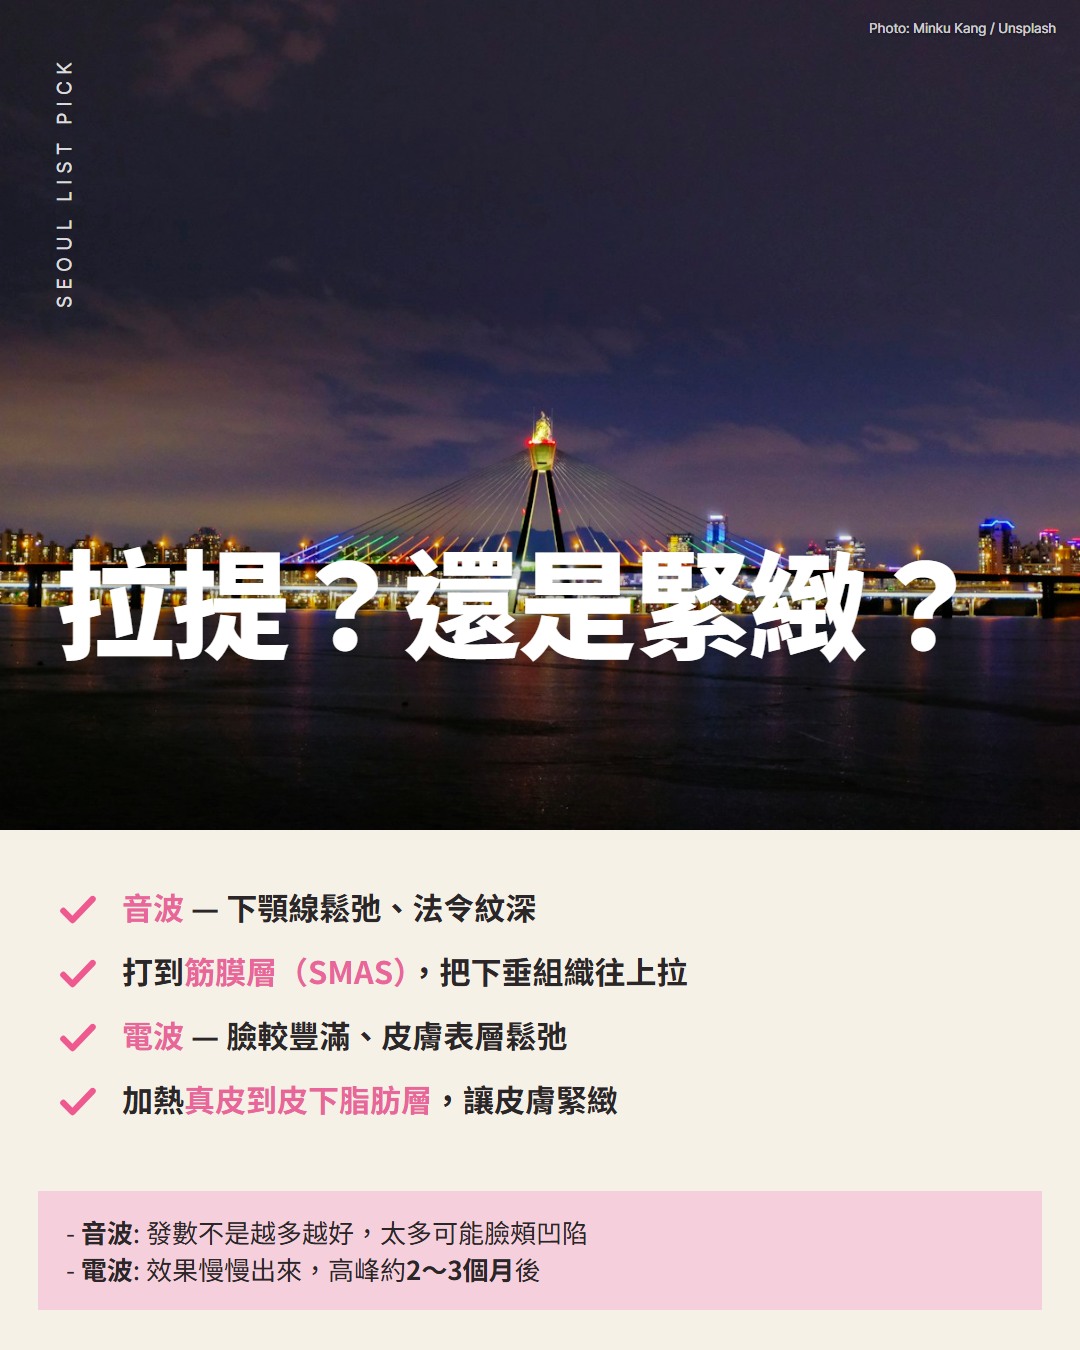 Photo: Minku Kang / Unsplash
SEOUL LIST PICK
拉提？還是緊緻？
音波 — 下顎線鬆弛、法令紋深
打到筋膜層（SMAS），把下垂組織往上拉
電波 — 臉較豐滿、皮膚表層鬆弛
加熱真皮到皮下脂肪層，讓皮膚緊緻
- 音波: 發數不是越多越好，太多可能臉頰凹陷
- 電波: 效果慢慢出來，高峰約2～3個月後